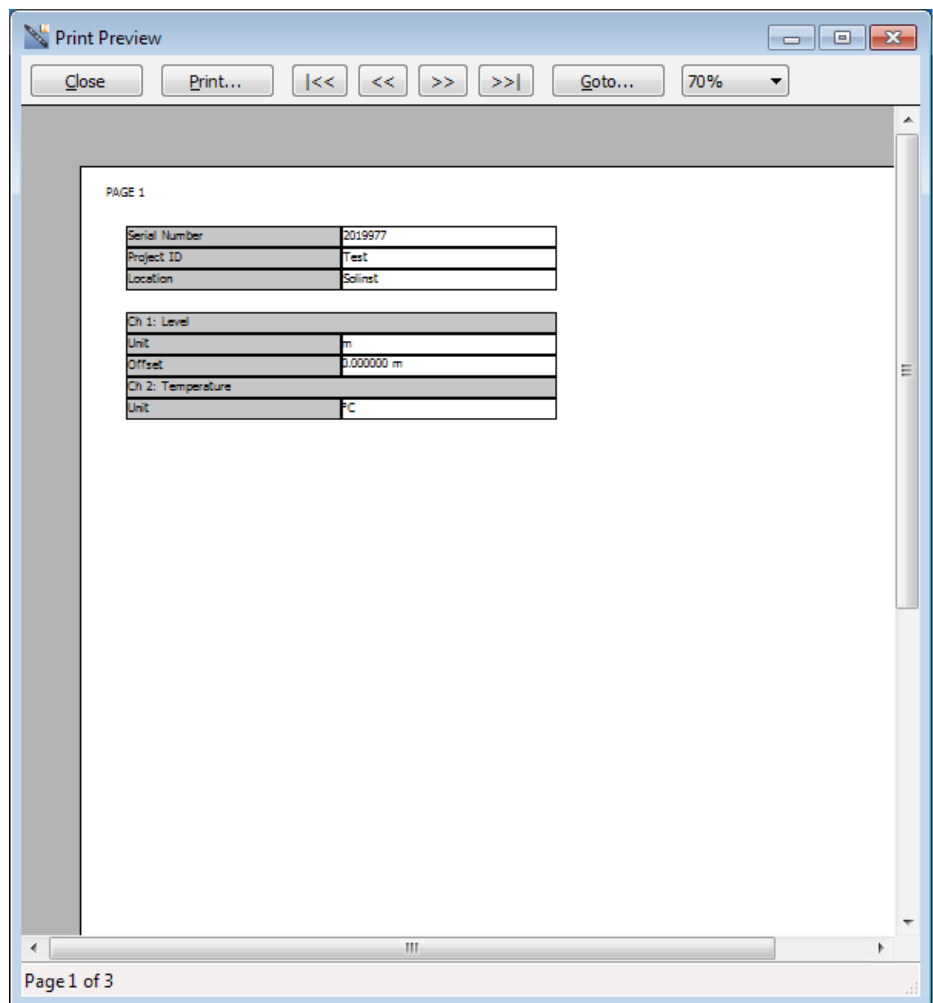 Print Preview
Close Print... |<< << >> >>| Goto... 70%
PAGE 1
Serial Number 2019977
Project ID Test
Location Solinst
Ch 1: Level
Unit m
Offset 0.000000 m
Ch 2: Temperature
Unit °C
Page 1 of 3